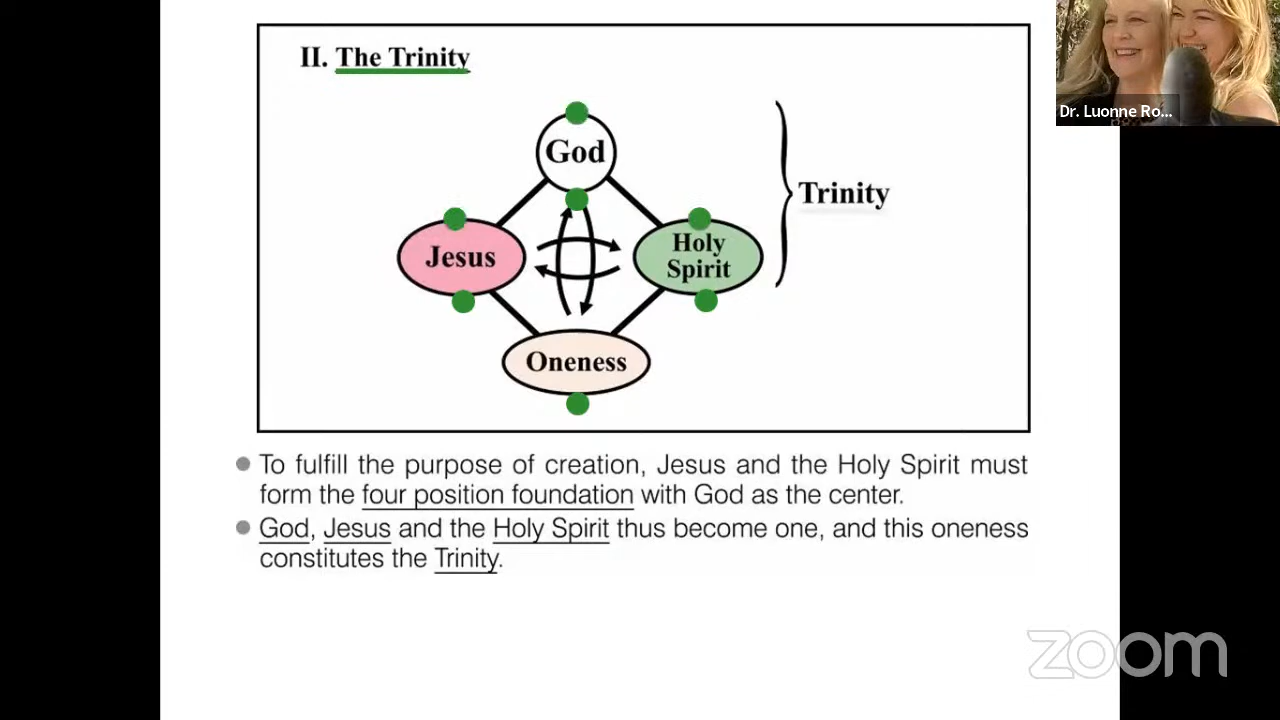 II. The Trinity
God
Trinity
Jesus
Holy
Spirit
Oneness
To fulfill the purpose of creation, Jesus and the Holy Spirit must
form the four position foundation with God as the center.
God, Jesus and the Holy Spirit thus become one, and this oneness
constitutes the Trinity.
Dr. Luonne Ro...
zoom